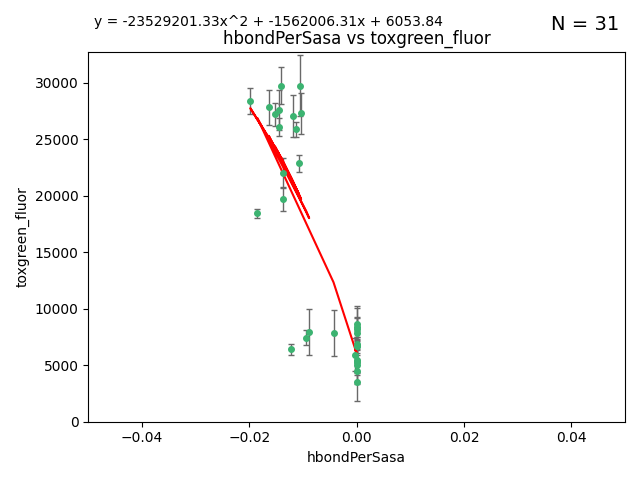 y = -23529201.33x^2 + -1562006.31x + 6053.84
N = 31
hbondPerSasa vs toxgreen_fluor
toxgreen_fluor
30000
25000
20000
15000
10000
5000
0
−0.04
−0.02
0.00
0.02
0.04
hbondPerSasa